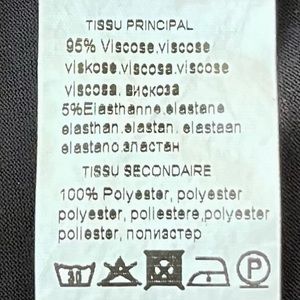 TISSU PRINCIPAL
95% Viscose,viscose
viskose,viscosa,viscose
viscosa, вискоза
5%Elasthanne,elastane
elasthan,elastan, elastaan
elastano,эластан
TISSU SECONDAIRE
100% Polyester, polyester
polyester, poliestere,polyester
poliester, полиэстер
30